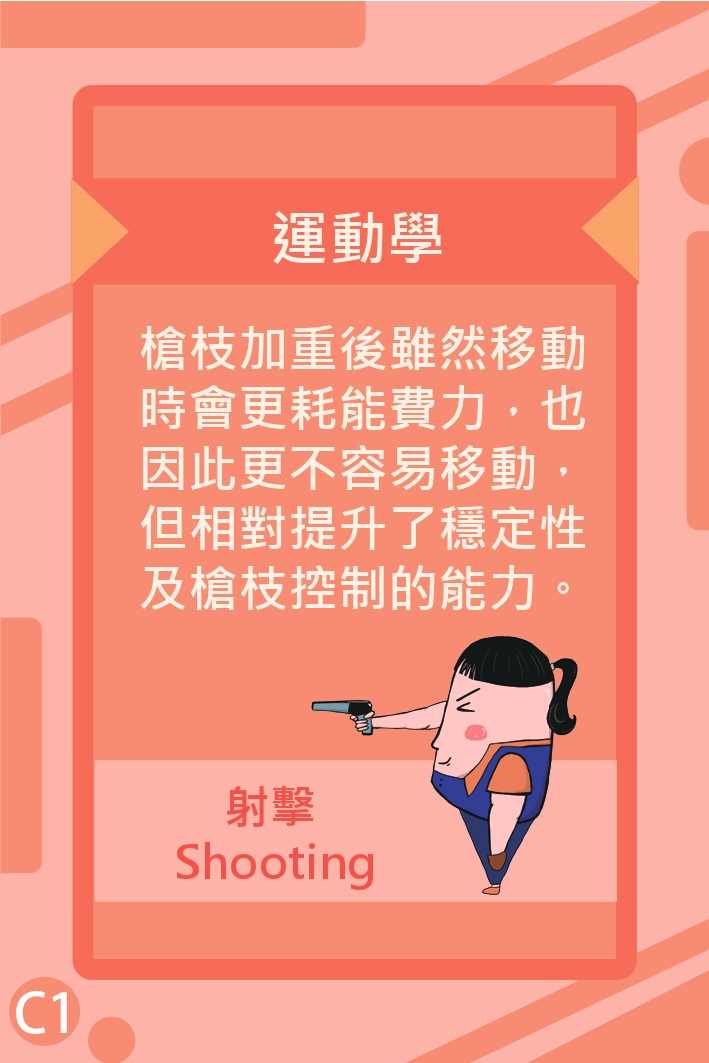 運動學
槍枝加重後雖然移動
時會更耗能費力，也
因此更不容易移動，
但相對提升了穩定性
及槍枝控制的能力。
射擊
Shooting
C1